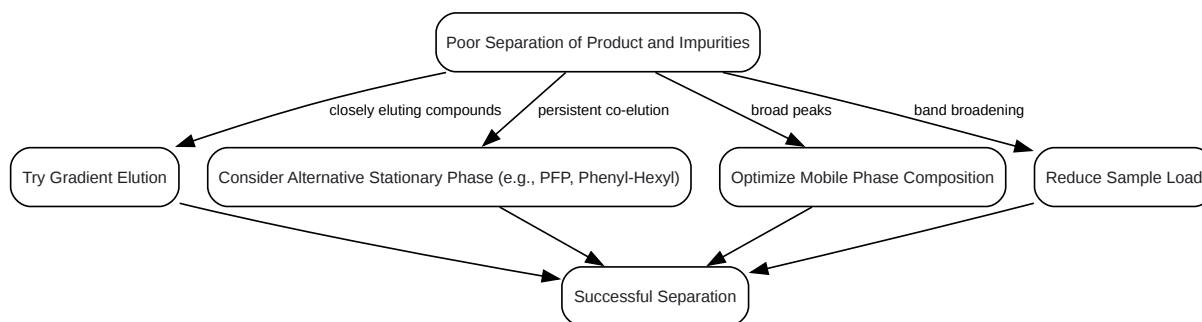 Poor Separation of Product and Impurities
closely eluting compounds
persistent co-elution
broad peaks
band broadening
Try Gradient Elution
Consider Alternative Stationary Phase (e.g., PFP, Phenyl-Hexyl)
Optimize Mobile Phase Composition
Reduce Sample Load
Successful Separation